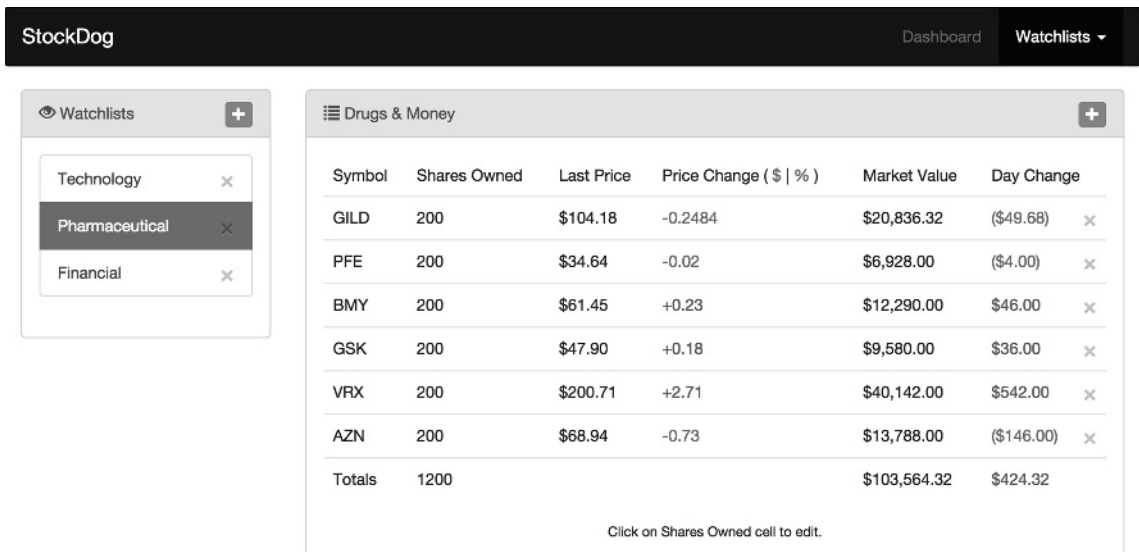 StockDog Dashboard Watchlists
Watchlists
Technology
Pharmaceutical
Financial
Drugs & Money
Symbol Shares Owned Last Price Price Change ( $ | % ) Market Value Day Change
GILD 200 $104.18 -0.2484 $20,836.32 ($49.68)
PFE 200 $34.64 -0.02 $6,928.00 ($4.00)
BMY 200 $61.45 +0.23 $12,290.00 $46.00
GSK 200 $47.90 +0.18 $9,580.00 $36.00
VRX 200 $200.71 +2.71 $40,142.00 $542.00
AZN 200 $68.94 -0.73 $13,788.00 ($146.00)
Totals 1200 $103,564.32 $424.32
Click on Shares Owned cell to edit.